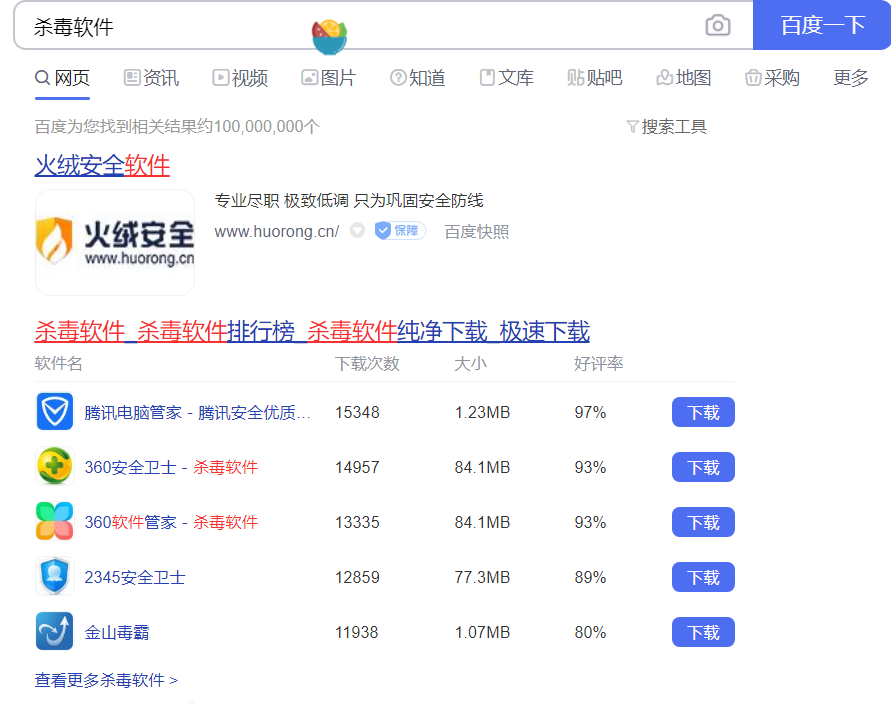 杀毒软件 百度一下
网页 资讯 视频 图片 知道 文库 贴吧 地图 采购 更多
百度为您找到相关结果约100,000,000个 搜索工具
火绒安全软件
专业尽职 极致低调 只为巩固安全防线
火绒安全
www.huorong.cn/ 保障 百度快照
www.huorong.cn
杀毒软件_杀毒软件排行榜_杀毒软件纯净下载_极速下载
软件名 下载次数 大小 好评率
腾讯电脑管家 - 腾讯安全优质... 15348 1.23MB 97% 下载
360安全卫士 - 杀毒软件 14957 84.1MB 93% 下载
360软件管家 - 杀毒软件 13335 84.1MB 93% 下载
2345安全卫士 12859 77.3MB 89% 下载
金山毒霸 11938 1.07MB 80% 下载
查看更多杀毒软件 >